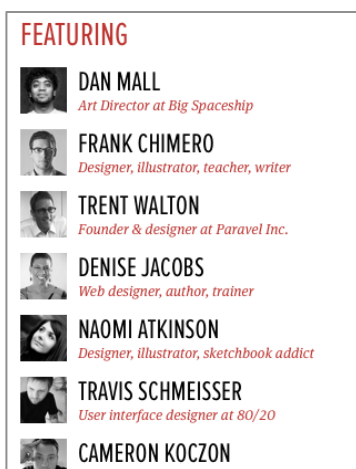 FEATURING
DAN MALL
Art Director at Big Spaceship
FRANK CHIMERO
Designer, illustrator, teacher, writer
TRENT WALTON
Founder & designer at Paravel Inc.
DENISE JACOBS
Web designer, author, trainer
NAOMI ATKINSON
Designer, illustrator, sketchbook addict
TRAVIS SCHMEISSER
User interface designer at 80/20
CAMERON KOCZON